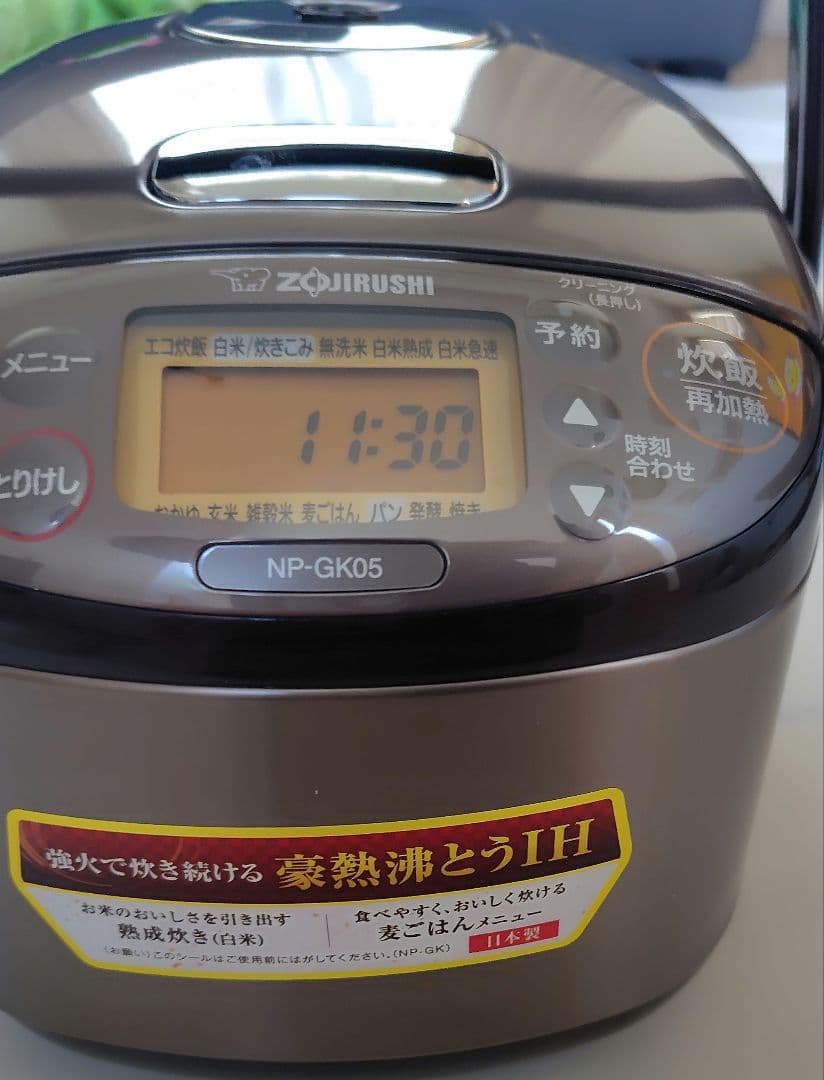 ZOJIRUSHI
クリーニング
(長押し)
メニュー
エコ炊飯 白米/炊きこみ 無洗米 白米熟成 白米急速
予約
炊飯
再加熱
11:30
とりけし
時刻
合わせ
おかゆ 玄米 雑穀米 麦ごはん パン 発酵 焼き
NP-GK05
強火で炊き続ける 豪熱沸とうIH
お米のおいしさを引き出す
熟成炊き(白米)
食べやすく、おいしく炊ける
麦ごはんメニュー
日本製
(お願い)このシールはご使用前にはがしてください。(NP-GK)